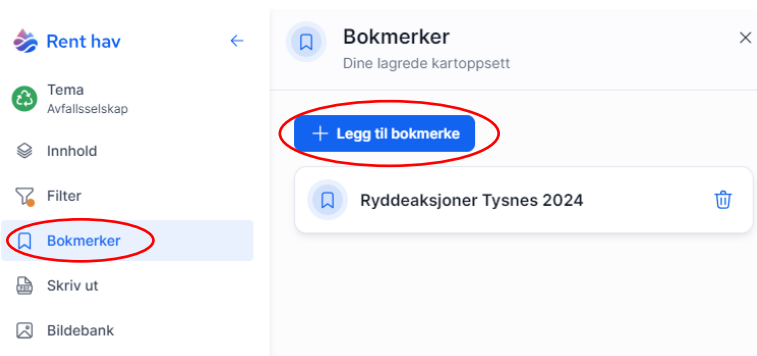 Rent hav
Tema
Avfallsselskap
Innhold
Filter
Bokmerker
Skriv ut
Bildebank
Bokmerker
Dine lagrede kartoppsett
Legg til bokmerke
Ryddeaksjoner Tysnes 2024